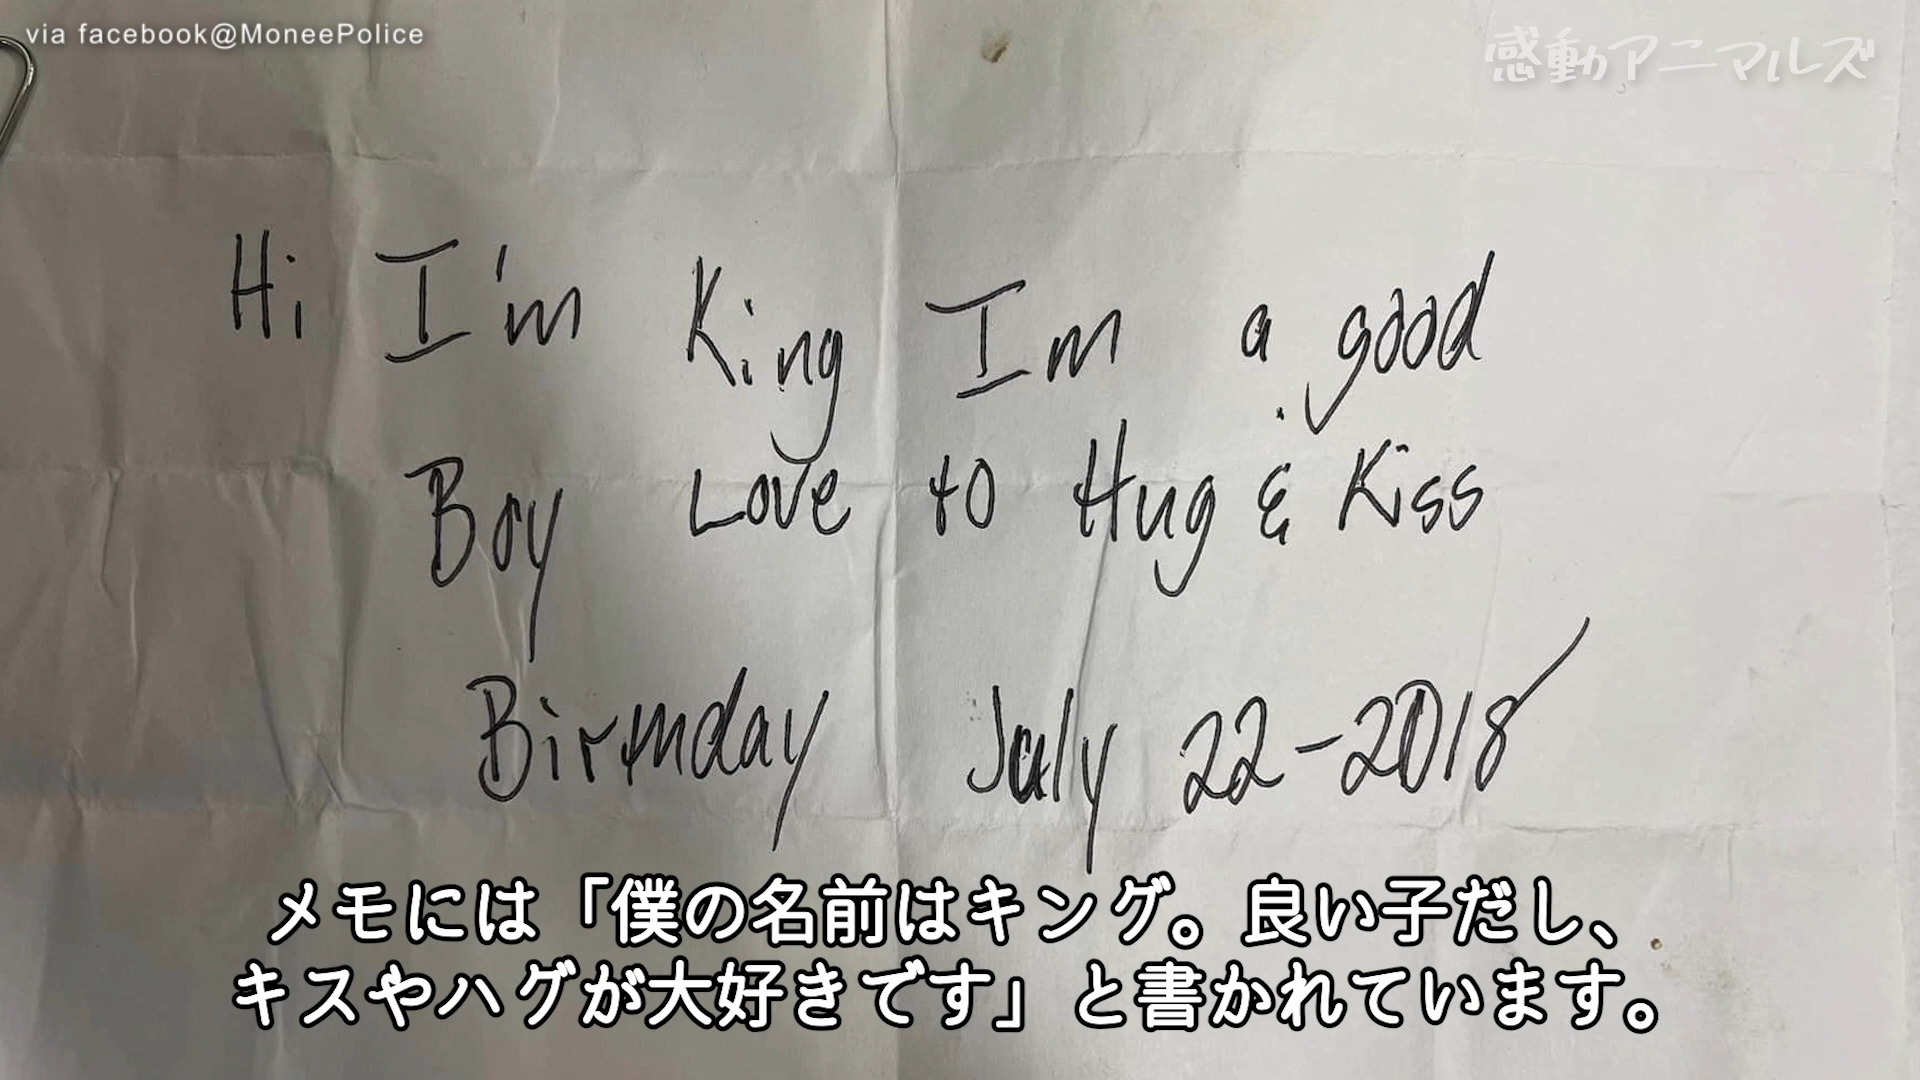 via facebook@MoneePolice
感動アニマルズ
Hi I'm King Im a good
Boy Love to Hug & Kiss
Birthday July 22-2018
メモには「僕の名前はキング。良い子だし、
キスやハグが大好きです」と書かれています。